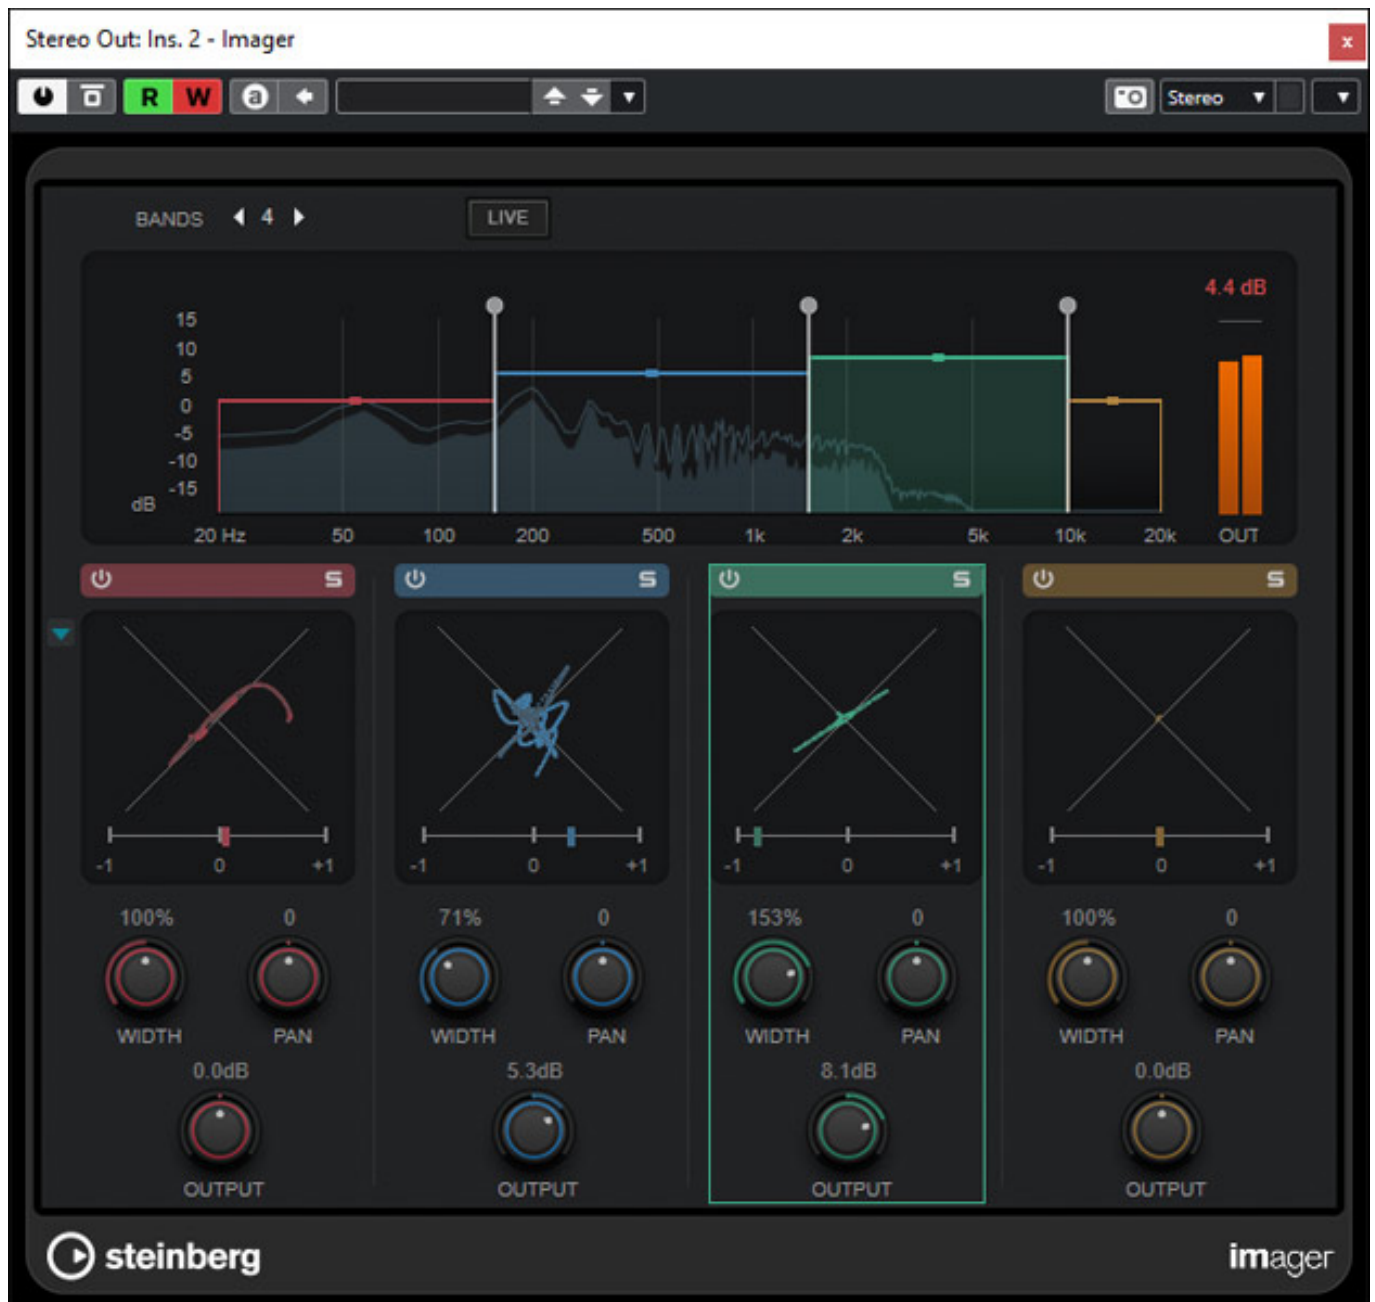 Stereo Out: Ins. 2 - Imager x
R W a Stereo
BANDS 4 LIVE
4.4 dB
15
10
5
0
-5
-10
-15
dB
20 Hz 50 100 200 500 1k 2k 5k 10k 20k OUT
S S S S
-1 0 +1 -1 0 +1 -1 0 +1 -1 0 +1
100% 0 71% 0 153% 0 100% 0
WIDTH PAN WIDTH PAN WIDTH PAN WIDTH PAN
0.0dB 5.3dB 8.1dB 0.0dB
OUTPUT OUTPUT OUTPUT OUTPUT
steinberg imager